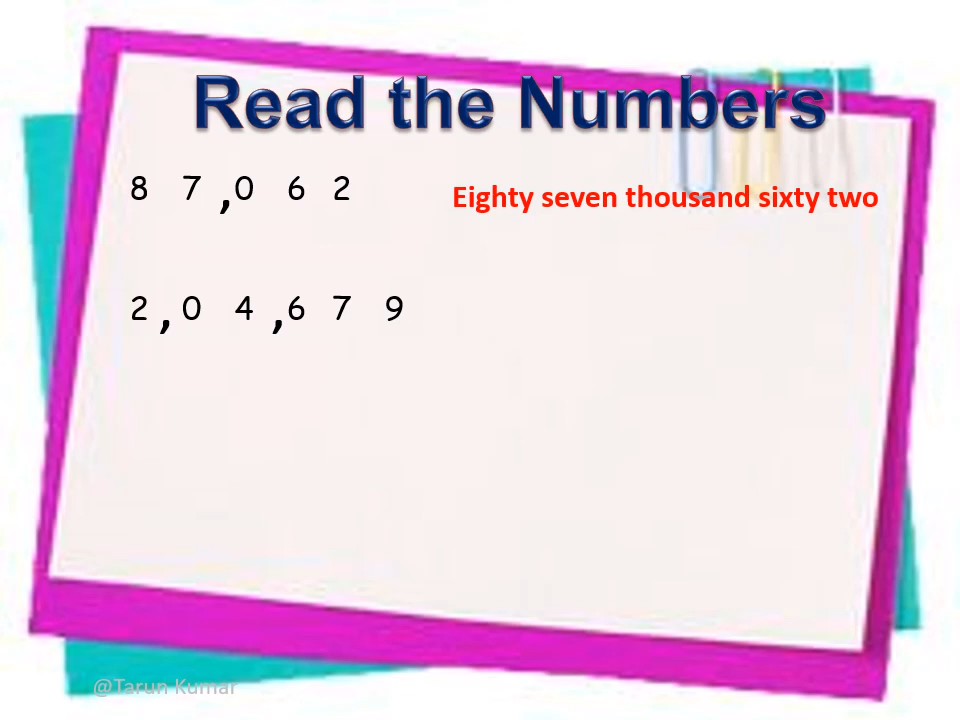 Read the Numbers
8 7 , 0 6 2
Eighty seven thousand sixty two
2 , 0 4 , 6 7 9
@Tarun Kumar